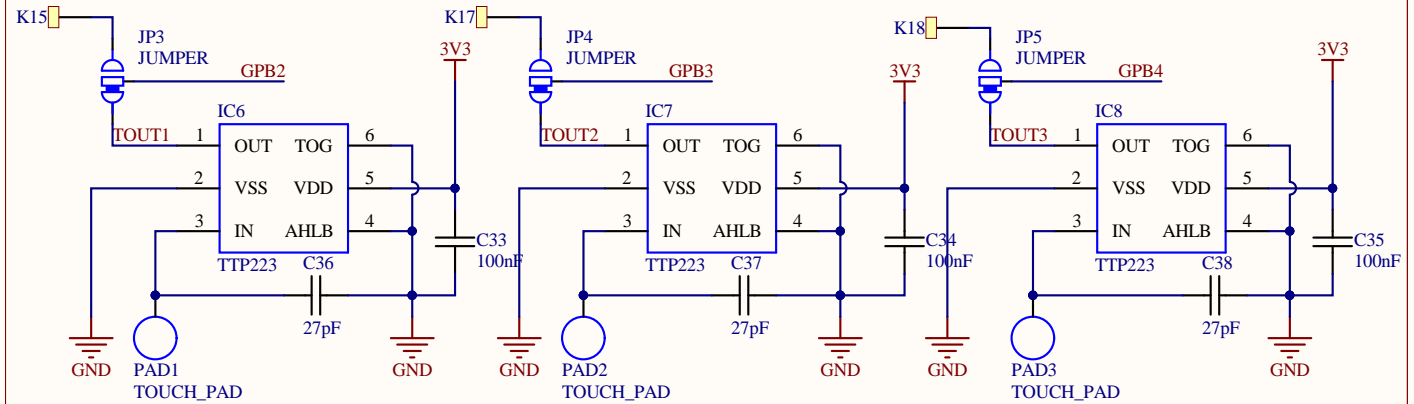 K15
JP3
JUMPER
GPB2
3V3
IC6
TOUT1
1
OUT
TOG
6
2
VSS
VDD
5
3
IN
AHLB
4
TTP223
C33
100nF
C36
27pF
GND
PAD1
TOUCH_PAD
GND
K17
JP4
JUMPER
GPB3
3V3
IC7
TOUT2
1
OUT
TOG
6
2
VSS
VDD
5
3
IN
AHLB
4
TTP223
C34
100nF
C37
27pF
GND
PAD2
TOUCH_PAD
GND
K18
JP5
JUMPER
GPB4
3V3
IC8
TOUT3
1
OUT
TOG
6
2
VSS
VDD
5
3
IN
AHLB
4
TTP223
C35
100nF
C38
27pF
GND
PAD3
TOUCH_PAD
GND